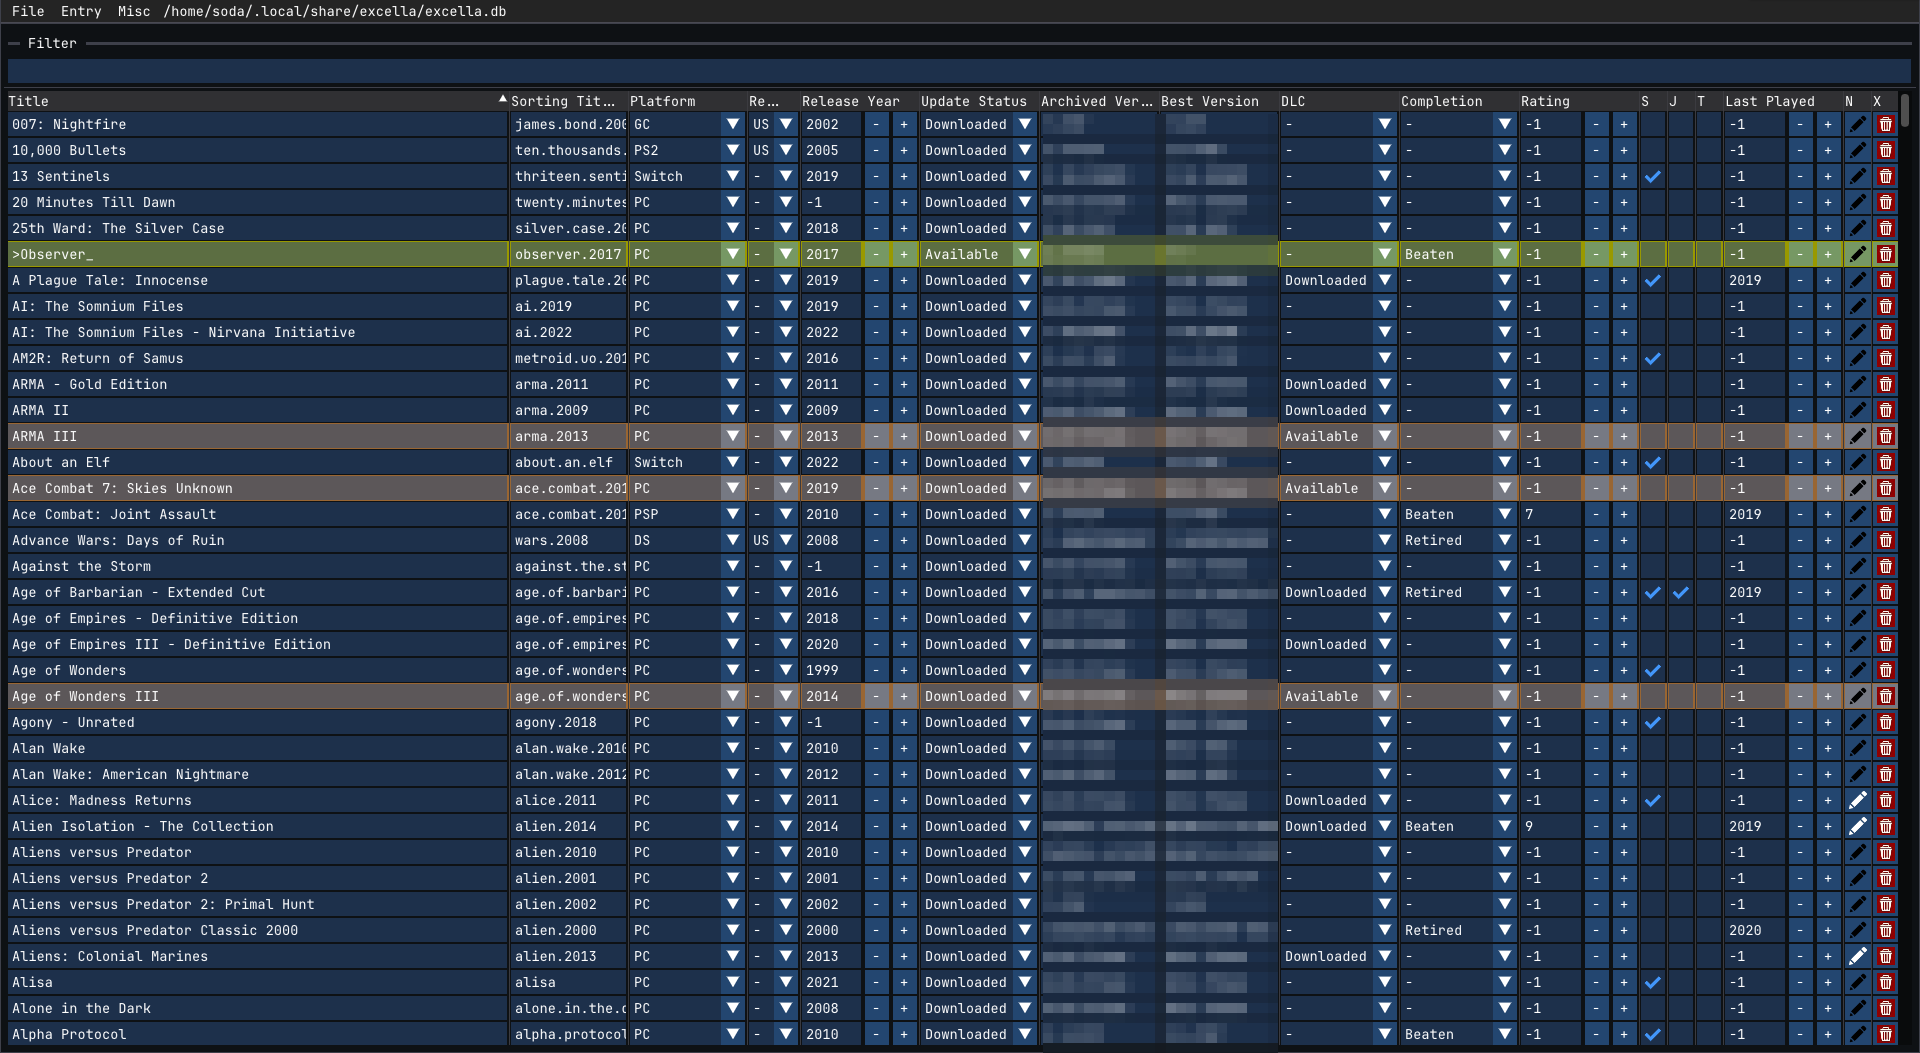 File Entry Misc /home/soda/.local/share/excella/excella.db
Filter
Title Sorting Tit... Platform Re... Release Year Update Status Archived Ver... Best Version DLC Completion Rating S J T Last Played N X
007: Nightfire james.bond.200 GC US 2002 - + Downloaded - - -1 - + -1 - +
10,000 Bullets ten.thousands. PS2 US 2005 - + Downloaded - - -1 - + -1 - +
13 Sentinels thriteen.senti Switch - 2019 - + Downloaded - - -1 - + -1 - +
20 Minutes Till Dawn twenty.minutes PC - -1 - + Downloaded - - -1 - + -1 - +
25th Ward: The Silver Case silver.case.20 PC - 2018 - + Downloaded - - -1 - + -1 - +
>Observer_ observer.2017 PC - 2017 - + Available - Beaten -1 - + -1 - +
A Plague Tale: Innocense plague.tale.20 PC - 2019 - + Downloaded Downloaded - -1 - + 2019 - +
AI: The Somnium Files ai.2019 PC - 2019 - + Downloaded - - -1 - + -1 - +
AI: The Somnium Files - Nirvana Initiative ai.2022 PC - 2022 - + Downloaded - - -1 - + -1 - +
AM2R: Return of Samus metroid.uo.201 PC - 2016 - + Downloaded - - -1 - + -1 - +
ARMA - Gold Edition arma.2011 PC - 2011 - + Downloaded Downloaded - -1 - + -1 - +
ARMA II arma.2009 PC - 2009 - + Downloaded Downloaded - -1 - + -1 - +
ARMA III arma.2013 PC - 2013 - + Downloaded Available - -1 - + -1 - +
About an Elf about.an.elf Switch - 2022 - + Downloaded - - -1 - + -1 - +
Ace Combat 7: Skies Unknown ace.combat.201 PC - 2019 - + Downloaded Available - -1 - + -1 - +
Ace Combat: Joint Assault ace.combat.201 PSP - 2010 - + Downloaded - Beaten 7 - + 2019 - +
Advance Wars: Days of Ruin wars.2008 DS US 2008 - + Downloaded - Retired -1 - + -1 - +
Against the Storm against.the.st PC - -1 - + Downloaded - - -1 - + -1 - +
Age of Barbarian - Extended Cut age.of.barbari PC - 2016 - + Downloaded Downloaded Retired -1 - + 2019 - +
Age of Empires - Definitive Edition age.of.empires PC - 2018 - + Downloaded - - -1 - + -1 - +
Age of Empires III - Definitive Edition age.of.empires PC - 2020 - + Downloaded Downloaded - -1 - + -1 - +
Age of Wonders age.of.wonders PC - 1999 - + Downloaded - - -1 - + -1 - +
Age of Wonders III age.of.wonders PC - 2014 - + Downloaded Available - -1 - + -1 - +
Agony - Unrated agony.2018 PC - -1 - + Downloaded - - -1 - + -1 - +
Alan Wake alan.wake.2010 PC - 2010 - + Downloaded - - -1 - + -1 - +
Alan Wake: American Nightmare alan.wake.2012 PC - 2012 - + Downloaded - - -1 - + -1 - +
Alice: Madness Returns alice.2011 PC - 2011 - + Downloaded Downloaded - -1 - + -1 - +
Alien Isolation - The Collection alien.2014 PC - 2014 - + Downloaded Downloaded Beaten 9 - + 2019 - +
Aliens versus Predator alien.2010 PC - 2010 - + Downloaded - - -1 - + -1 - +
Aliens versus Predator 2 alien.2001 PC - 2001 - + Downloaded - - -1 - + -1 - +
Aliens versus Predator 2: Primal Hunt alien.2002 PC - 2002 - + Downloaded - - -1 - + -1 - +
Aliens versus Predator Classic 2000 alien.2000 PC - 2000 - + Downloaded - Retired -1 - + 2020 - +
Aliens: Colonial Marines alien.2013 PC - 2013 - + Downloaded Downloaded - -1 - + -1 - +
Alisa alisa PC - 2021 - + Downloaded - - -1 - + -1 - +
Alone in the Dark alone.in.the.d PC - 2008 - + Downloaded - - -1 - + -1 - +
Alpha Protocol alpha.protocol PC - 2010 - + Downloaded - Beaten -1 - + -1 - +